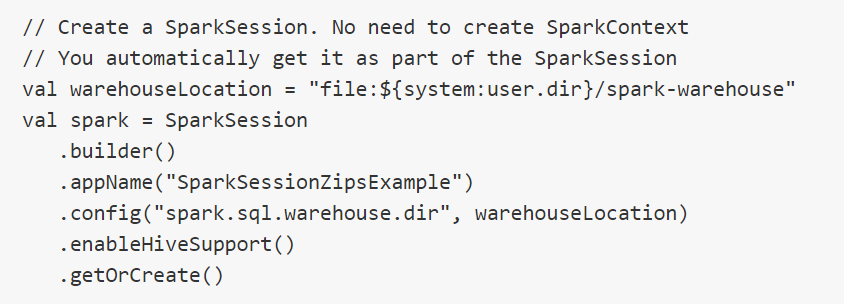 // Create a SparkSession. No need to create SparkContext
// You automatically get it as part of the SparkSession
val warehouseLocation = "file:${system:user.dir}/spark-warehouse"
val spark = SparkSession
   .builder()
   .appName("SparkSessionZipsExample")
   .config("spark.sql.warehouse.dir", warehouseLocation)
   .enableHiveSupport()
   .getOrCreate()